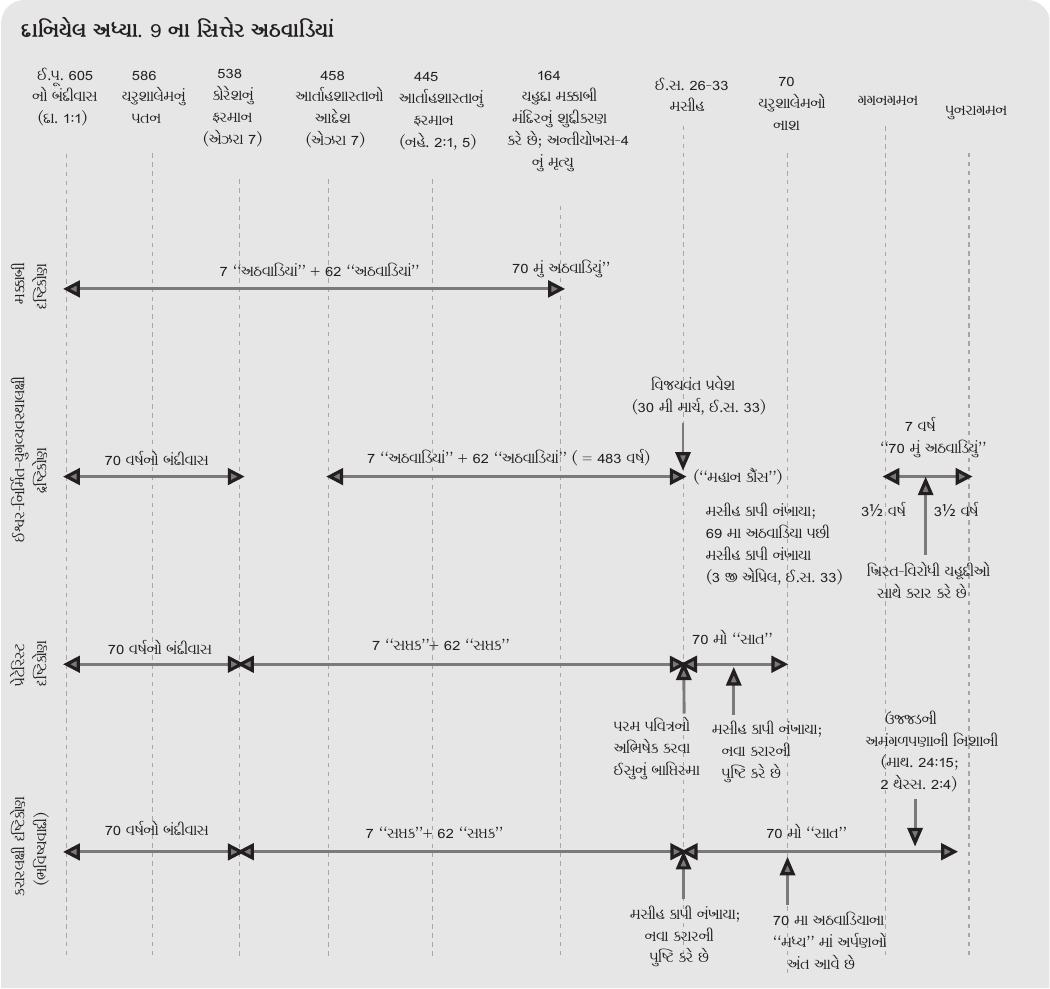 દાનિયેલ અધ્યા. 9 ના સિત્તેર અઠવાડિયાં
ઈ.પૂ. 605
નો બંદીવાસ
(દા. 1:1)
586
યરુશાલેમનું
પતન
538
કોરેશનું
ફરમાન
(એઝરા 7)
458
આર્તાહશાસ્તાનો
આદેશ
(એઝરા 7)
445
આર્તાહશાસ્તાનું
ફરમાન
(નહે. 2:1, 5)
164
યહુદા મક્કાબી
મંદિરનું શુદ્ધીકરણ
કરે છે; અન્તીયોખસ-4
નું મૃત્યુ
ઈ.સ. 26-33
મસીહ
70
યરુશાલેમનો
નાશ
ગગનગમન
પુનરાગમન
મક્કાબી
દૃષ્ટિકોણ
7 “અઠવાડિયાં” + 62 “અઠવાડિયાં”
70 મું અઠવાડિયું”
ઈશ્વર-નિર્મિત-યુગવ્યવસ્થાલક્ષી
દૃષ્ટિકોણ
70 વર્ષનો બંદીવાસ
7 “અઠવાડિયાં” + 62 “અઠવાડિયાં” ( = 483 વર્ષ)
વિજયવંત પ્રવેશ
(30 મી માર્ચ, ઈ.સ. 33)
(“મહાન કૌંસ”)
મસીહ કાપી નંખાયા;
69 મા અઠવાડિયા પછી
મસીહ કાપી નંખાયા
(3 જી એપ્રિલ, ઈ.સ. 33)
7 વર્ષ
“70 મું અઠવાડિયું”
3½ વર્ષ
3½ વર્ષ
ખ્રિસ્ત-વિરોધી યહૂદીઓ
સાથે કરાર કરે છે
પ્રેટેરિસ્ટ
દૃષ્ટિકોણ
70 વર્ષનો બંદીવાસ
7 “સપ્તક”+ 62 “સપ્તક”
70 મો “સાત”
પરમ પવિત્રનો
અભિષેક કરવા
ઈસુનું બાપ્તિસ્મા
મસીહ કાપી નંખાયા;
નવા કરારની
પુષ્ટિ કરે છે
કરારલક્ષી દૃષ્ટિકોણ
(ભવિષ્યવાદી)
70 વર્ષનો બંદીવાસ
7 “સપ્તક”+ 62 “સપ્તક”
70 મો “સાત”
ઉજ્જડની
અમંગળપણાની નિશાની
(માથ. 24:15;
2 થેસ્સ. 2:4)
મસીહ કાપી નંખાયા;
નવા કરારની
પુષ્ટિ કરે છે
70 મા અઠવાડિયાના
“મધ્ય” માં અર્પણનો
અંત આવે છે